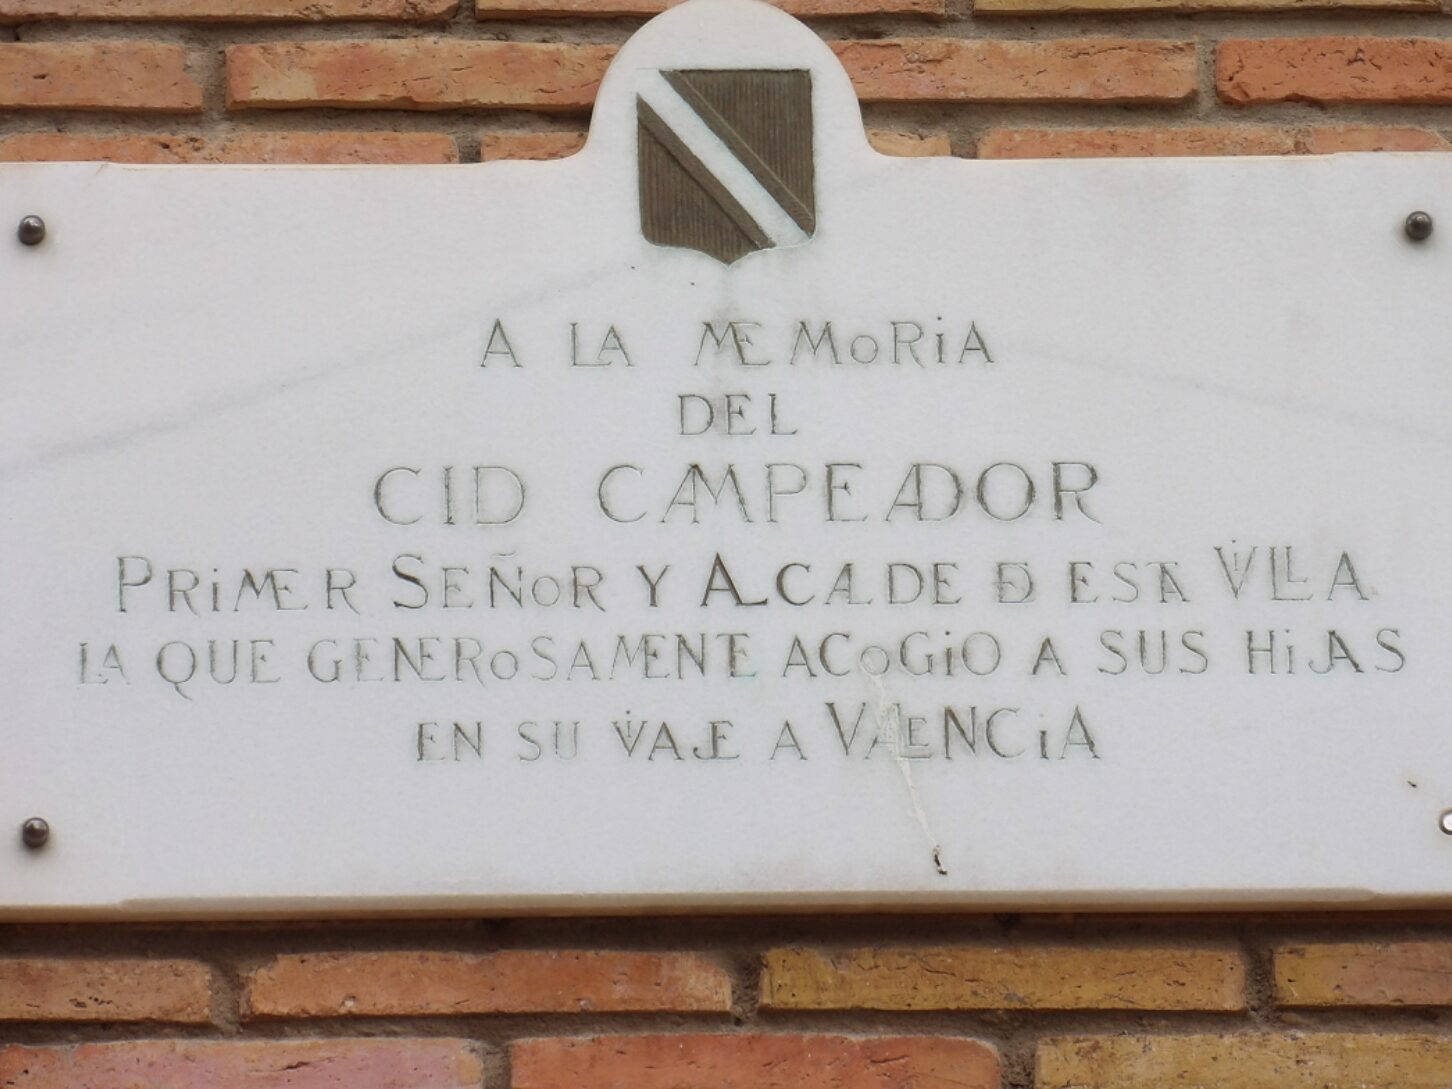 A LA MEMORiA
DEL
CID CAMPEADOR
PRiMER SEÑoR Y ALCALDE DE ESTA ViLLA
LA QUE GENERoSAMENTE ACoGiO A SUS HiJAS
EN SU ViAJE A VALENCiA